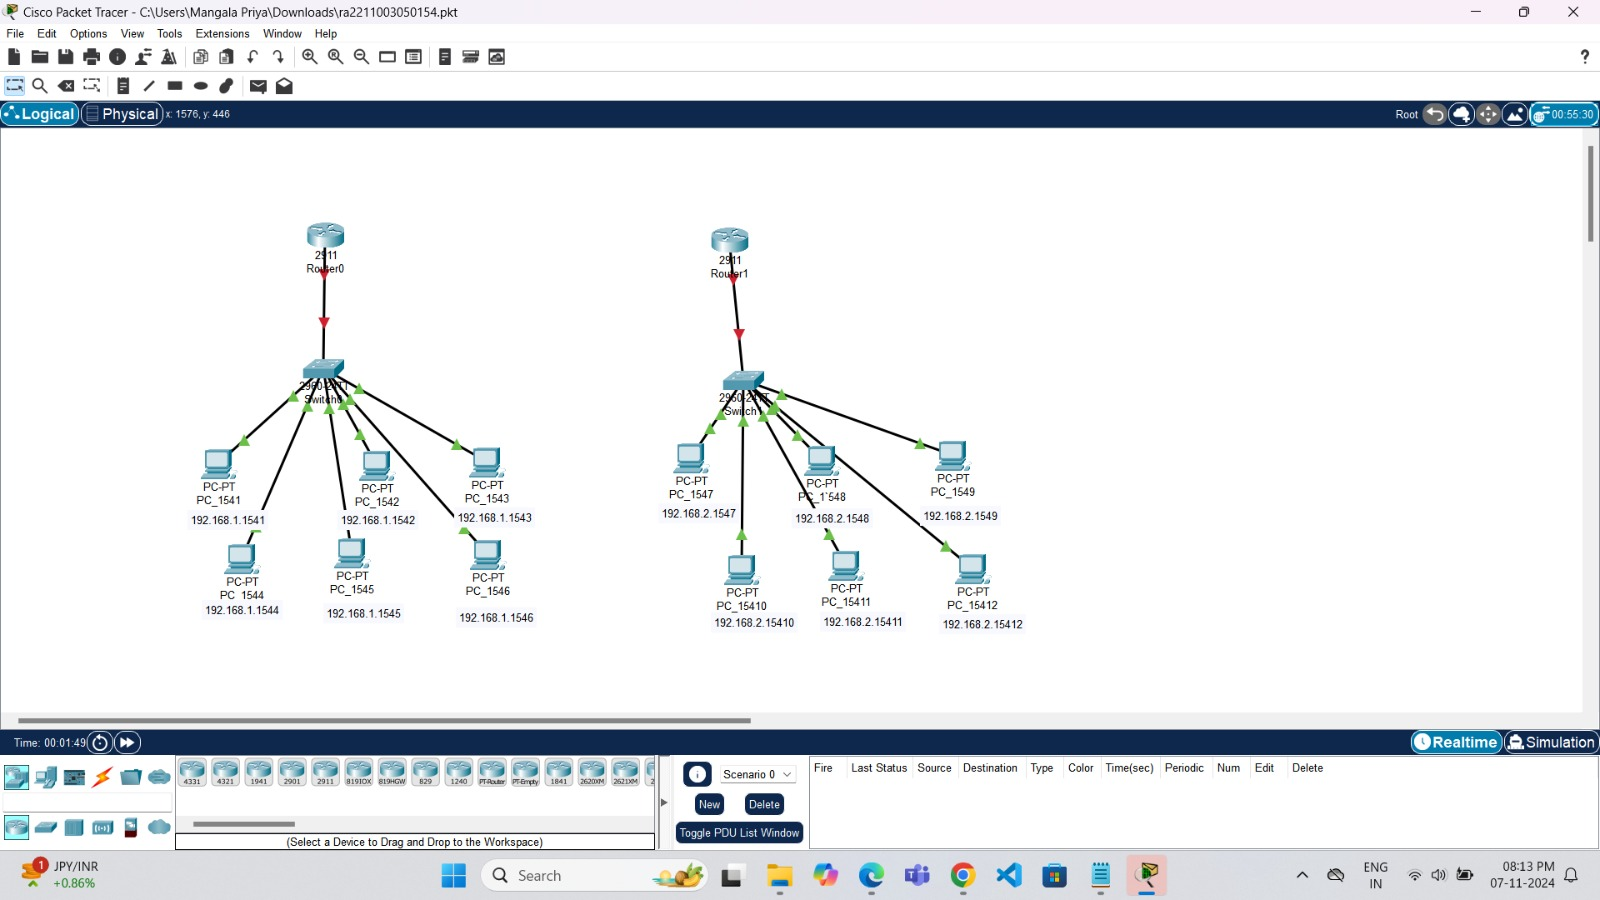 Cisco Packet Tracer - C:\Users\Mangala Priya\Downloads\ra2211003050154.pkt
File Edit Options View Tools Extensions Window Help
?
Logical Physical x: 1576, y: 446 Root 00:55:30
2911
Router0
2911
Router1
2960-24TT
Switch0
2960-24TT
Switch1
PC-PT
PC_1541
192.168.1.1541
PC-PT
PC_1542
192.168.1.1542
PC-PT
PC_1543
192.168.1.1543
PC-PT
PC_1544
192.168.1.1544
PC-PT
PC_1545
192.168.1.1545
PC-PT
PC_1546
192.168.1.1546
PC-PT
PC_1547
192.168.2.1547
PC-PT
PC_1548
192.168.2.1548
PC-PT
PC_1549
192.168.2.1549
PC-PT
PC_15410
192.168.2.15410
PC-PT
PC_15411
192.168.2.15411
PC-PT
PC_15412
192.168.2.15412
Time: 00:01:49 Realtime Simulation
4331 4321 1941 2901 2911 819IOX 819HGW 829 1240 PT-Router PT-Empty 1841 2620XM 2621XM 2
(Select a Device to Drag and Drop to the Workspace)
Scenario 0
New Delete
Toggle PDU List Window
Fire Last Status Source Destination Type Color Time(sec) Periodic Num Edit Delete
1
JPY/INR
+0.86%
Search
ENG
IN
08:13 PM
07-11-2024